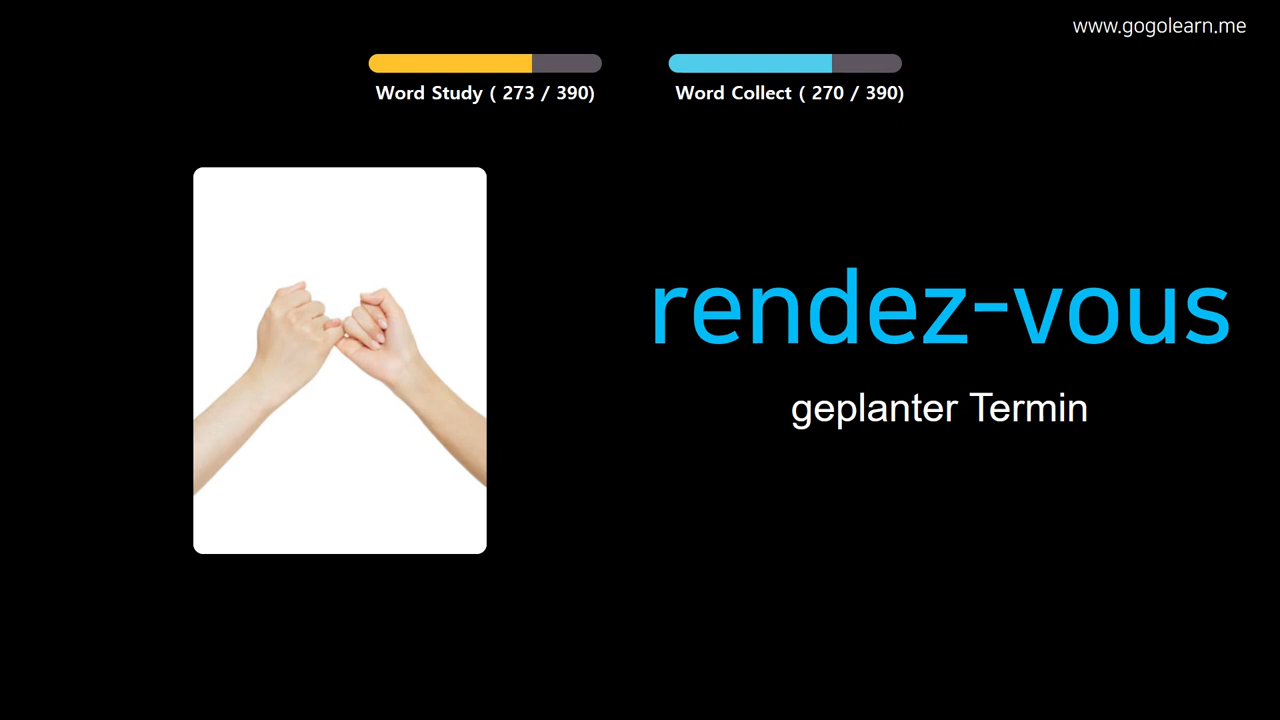 www.gogolearn.me
Word Study ( 273 / 390)
Word Collect ( 270 / 390)
rendez-vous
geplanter Termin